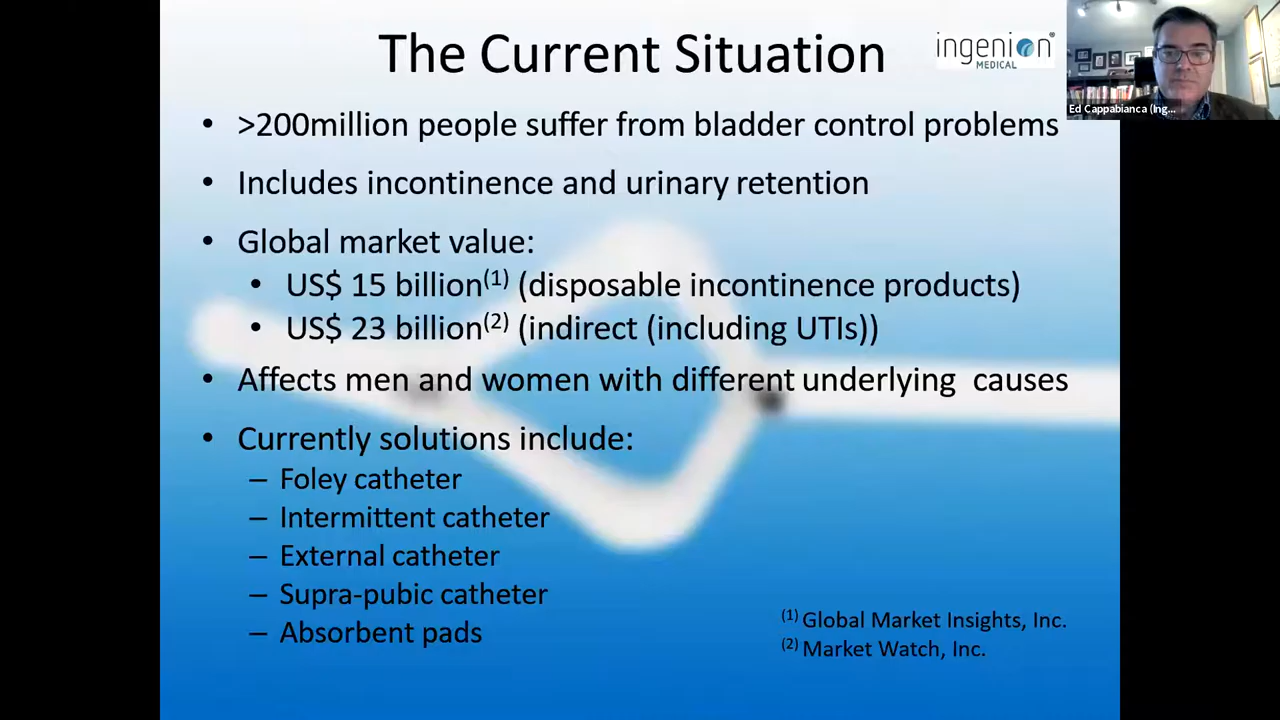 The Current Situation
ingenion®
MEDICAL
Ed Cappabianca (Ing...
• >200million people suffer from bladder control problems
• Includes incontinence and urinary retention
• Global market value:
• US$ 15 billion(1) (disposable incontinence products)
• US$ 23 billion(2) (indirect (including UTIs))
• Affects men and women with different underlying causes
• Currently solutions include:
– Foley catheter
– Intermittent catheter
– External catheter
– Supra-pubic catheter
– Absorbent pads
(1) Global Market Insights, Inc.
(2) Market Watch, Inc.